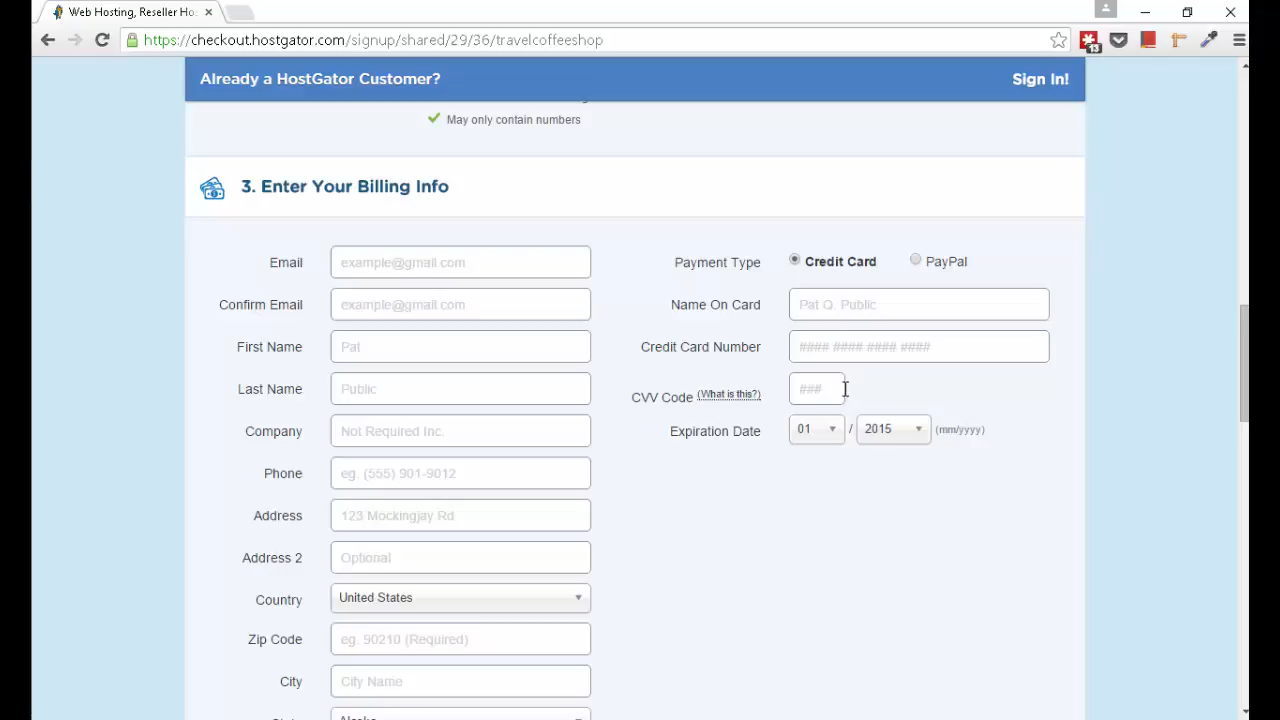 Web Hosting, Reseller Ho
https://checkout.hostgator.com/signup/shared/29/36/travelcoffeeshop
13
Already a HostGator Customer?
Sign In!
May only contain numbers
3. Enter Your Billing Info
Email
example@gmail.com
Confirm Email
example@gmail.com
First Name
Pat
Last Name
Public
Company
Not Required Inc.
Phone
eg. (555) 901-9012
Address
123 Mockingjay Rd
Address 2
Optional
Country
United States
Zip Code
eg. 90210 (Required)
City
City Name
Payment Type
Credit Card
PayPal
Name On Card
Pat Q. Public
Credit Card Number
#### #### #### ####
CVV Code (What is this?)
###
Expiration Date
01 / 2015 (mm/yyyy)